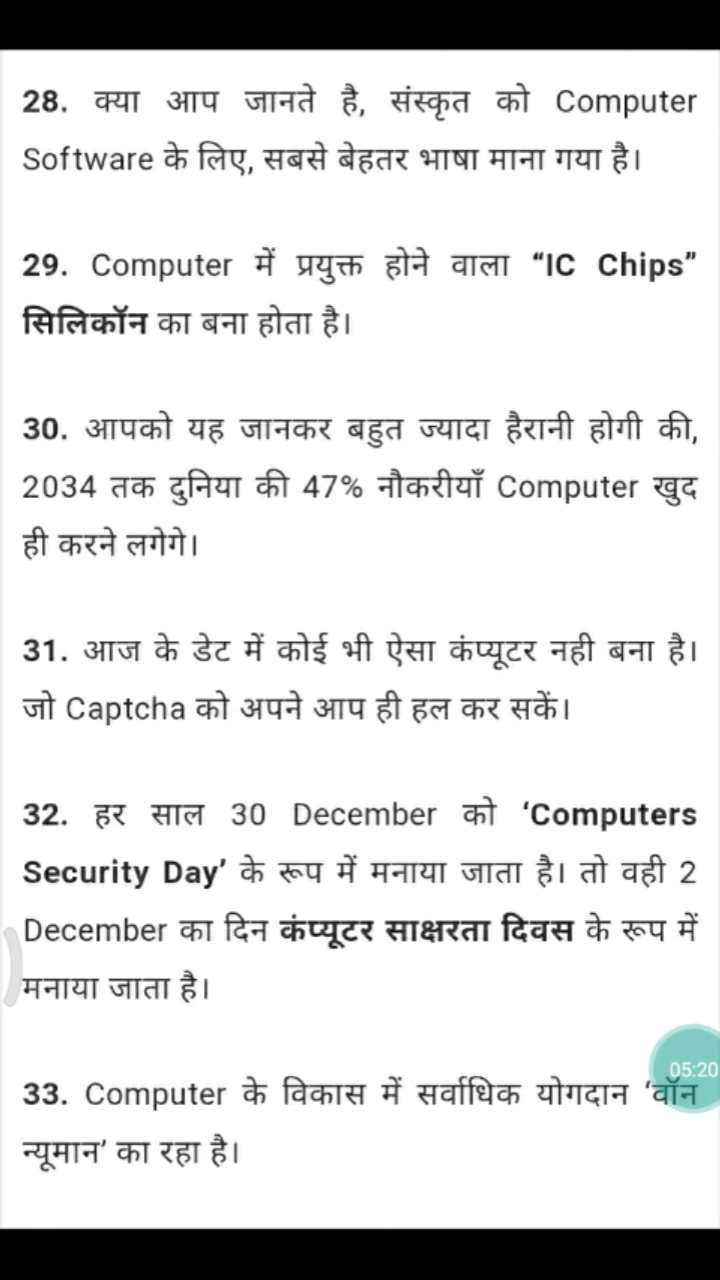 28. क्या आप जानते है, संस्कृत को Computer
Software के लिए, सबसे बेहतर भाषा माना गया है।
29. Computer में प्रयुक्त होने वाला “IC Chips”
सिलिकॉन का बना होता है।
30. आपको यह जानकर बहुत ज्यादा हैरानी होगी की,
2034 तक दुनिया की 47% नौकरीयाँ Computer खुद
ही करने लगेगे।
31. आज के डेट में कोई भी ऐसा कंप्यूटर नही बना है।
जो Captcha को अपने आप ही हल कर सकें।
32. हर साल 30 December को ‘Computers
Security Day’ के रूप में मनाया जाता है। तो वही 2
December का दिन कंप्यूटर साक्षरता दिवस के रूप में
मनाया जाता है।
05:20
33. Computer के विकास में सर्वाधिक योगदान ‘वॉन
न्यूमान’ का रहा है।